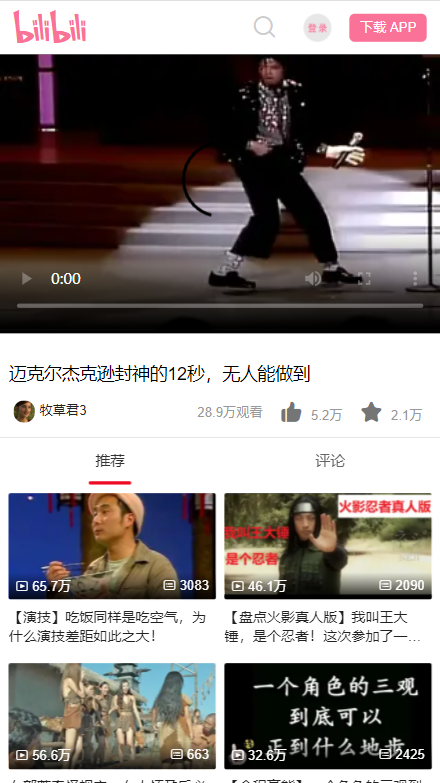 bilibili
登录
下载 APP
0:00
迈克尔杰克逊封神的12秒，无人能做到
牧草君3
28.9万观看
5.2万
2.1万
推荐
评论
65.7万
3083
【演技】吃饭同样是吃空气，为
什么演技差距如此之大！
火影忍者真人版
我叫王大锤
是个忍者！
46.1万
2090
【盘点火影真人版】我叫王大
锤，是个忍者！这次参加了一…
56.6万
663
一个角色的三观
到底可以
正到什么地步
32.6万
2425